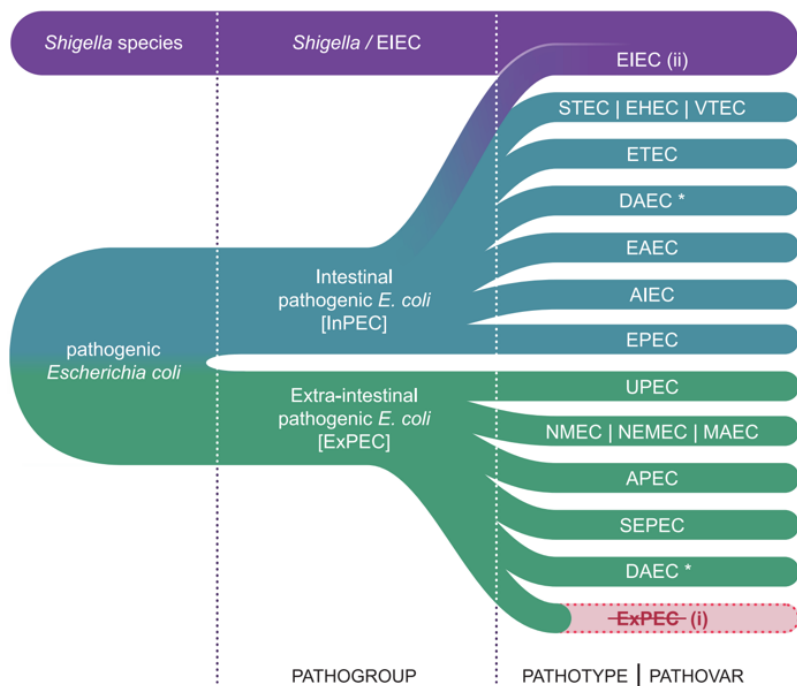 Shigella species
Shigella / EIEC
EIEC (ii)
STEC | EHEC | VTEC
ETEC
DAEC *
EAEC
Intestinal
pathogenic E. coli
[InPEC]
AIEC
EPEC
pathogenic
Escherichia coli
UPEC
Extra-intestinal
pathogenic E. coli
[ExPEC]
NMEC | NEMEC | MAEC
APEC
SEPEC
DAEC *
ExPEC (i)
PATHOGROUP
PATHOTYPE | PATHOVAR